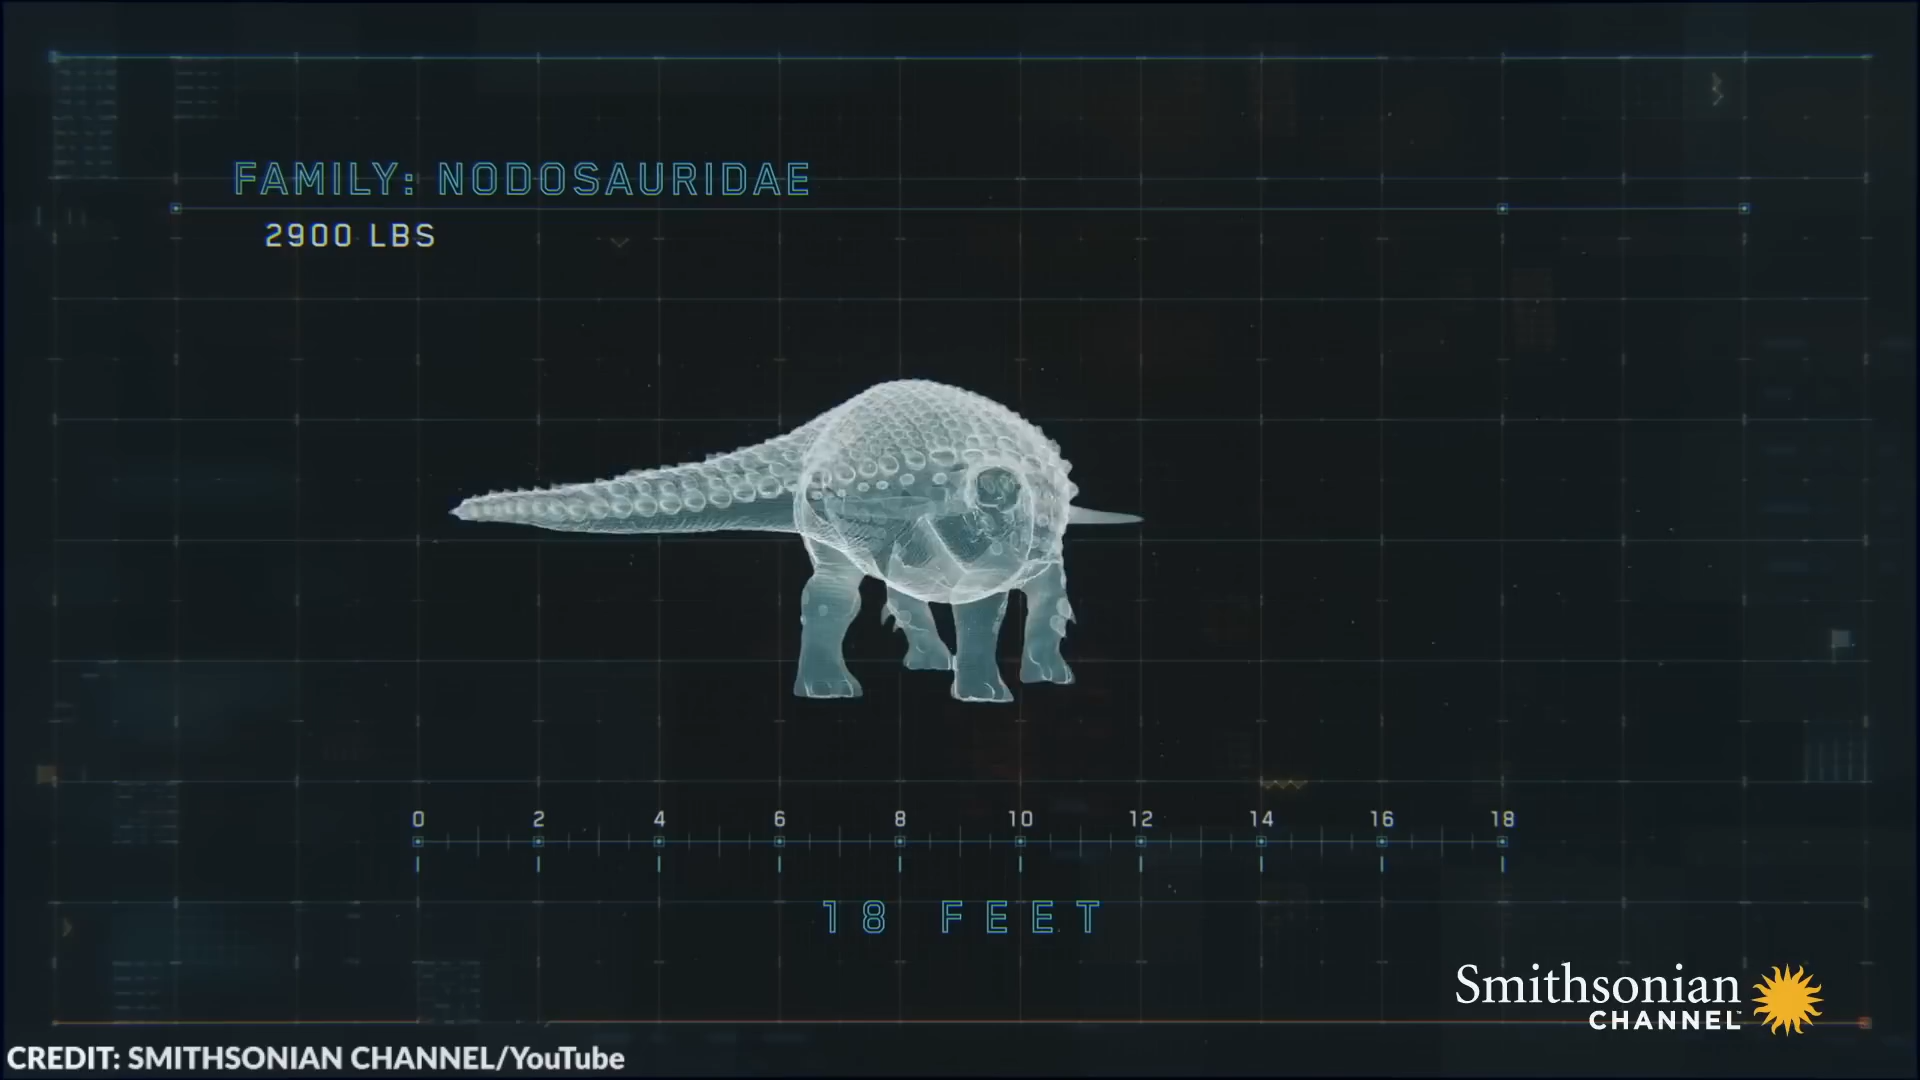 FAMILY: NODOSAURIDAE
2900 LBS
0 2 4 6 8 10 12 14 16 18
18 FEET
Smithsonian
CHANNEL
CREDIT: SMITHSONIAN CHANNEL/YouTube